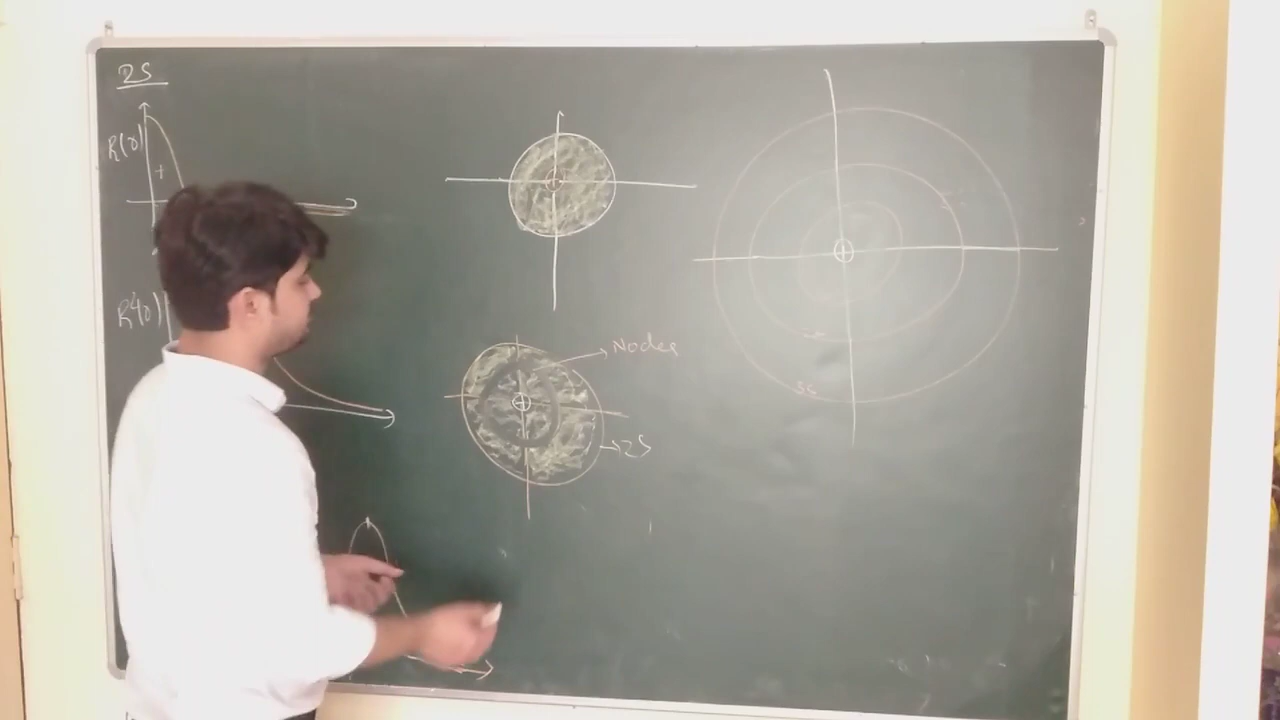 2S
R(r)
+
R²(r)
Nodes
2S